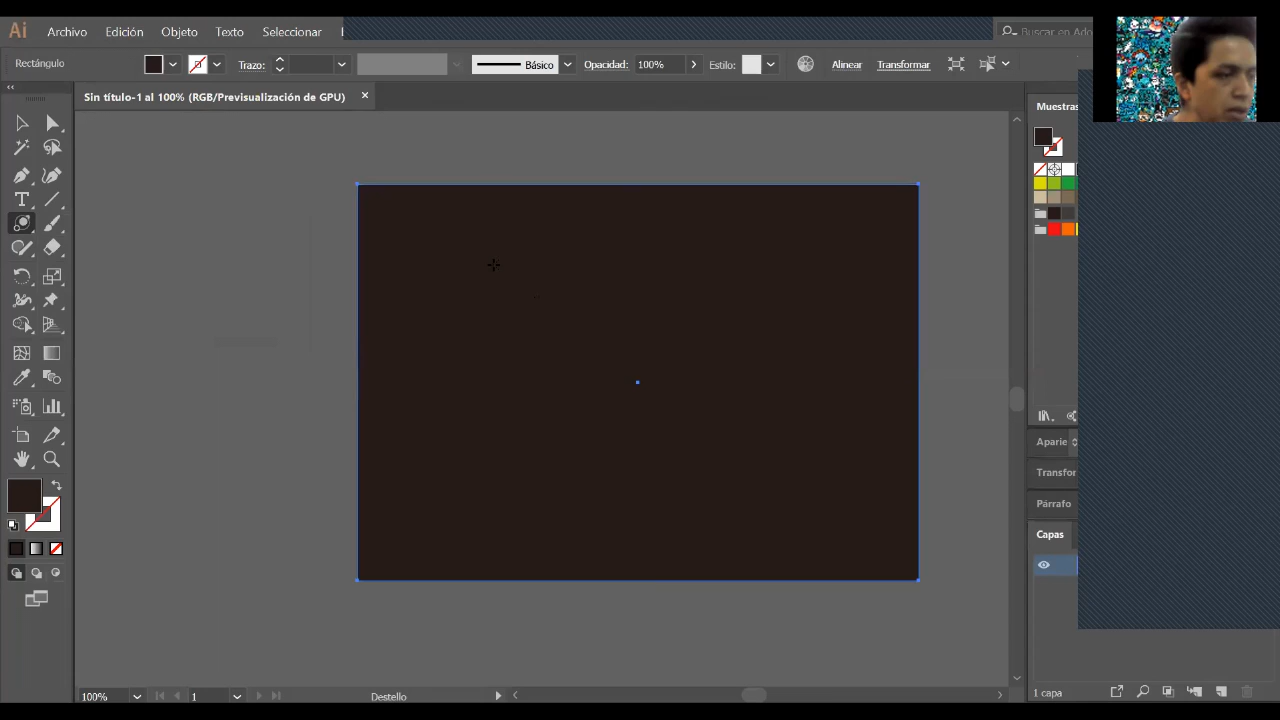 Ai Archivo Edición Objeto Texto Seleccionar
Buscar en Ado
Rectángulo Trazo: Básico Opacidad: 100% Estilo: Alinear Transformar
Sin título-1 al 100% (RGB/Previsualización de GPU)
Muestras
Aparie
Transfor
Párrafo
Capas
100% 1 Destello
1 capa